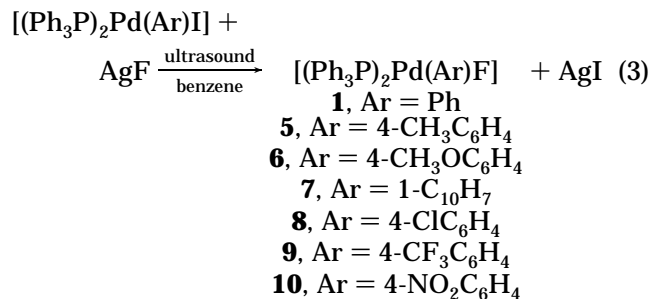 [(Ph₃P)₂Pd(Ar)I] +
AgF ultrasound benzene → [(Ph₃P)₂Pd(Ar)F] + AgI (3)
1, Ar = Ph
5, Ar = 4-CH₃C₆H₄
6, Ar = 4-CH₃OC₆H₄
7, Ar = 1-C₁₀H₇
8, Ar = 4-ClC₆H₄
9, Ar = 4-CF₃C₆H₄
10, Ar = 4-NO₂C₆H₄